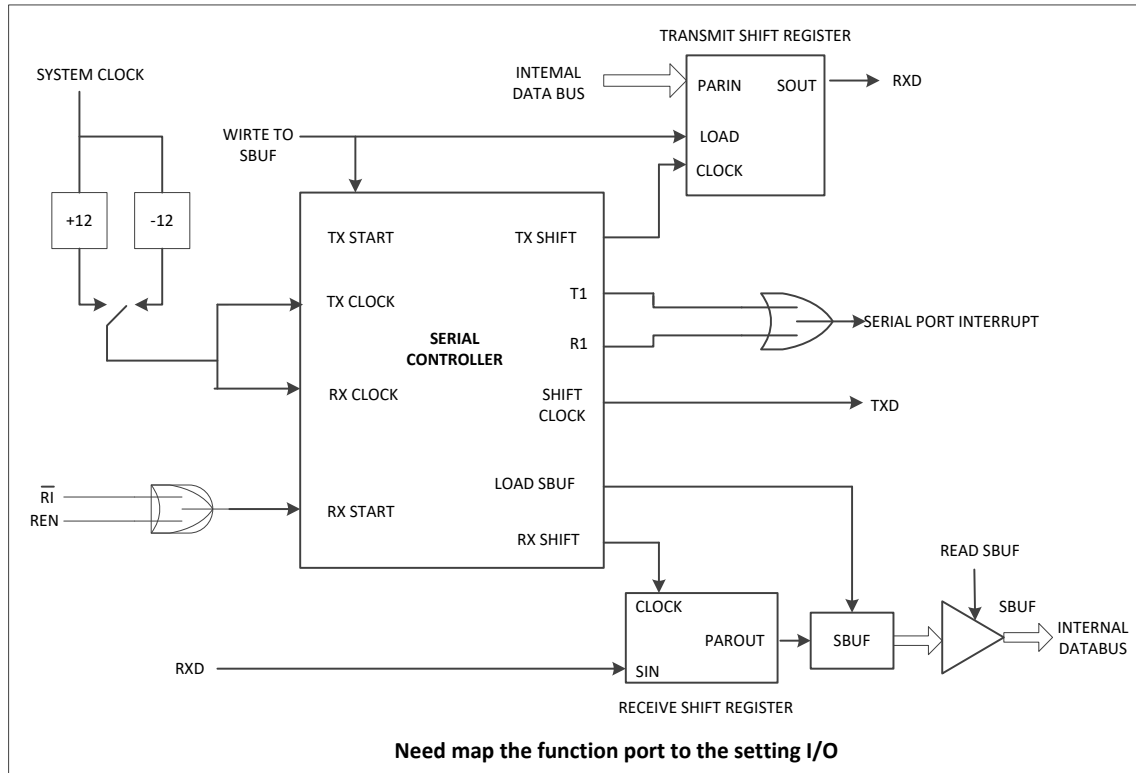 TRANSMIT SHIFT REGISTER
SYSTEM CLOCK
INTEMAL
DATA BUS
PARIN
SOUT
RXD
WIRTE TO
SBUF
LOAD
CLOCK
+12
-12
TX START
TX SHIFT
TX CLOCK
T1
SERIAL PORT INTERRUPT
SERIAL
CONTROLLER
R1
RX CLOCK
SHIFT
CLOCK
TXD
LOAD SBUF
RI
REN
RX START
RX SHIFT
READ SBUF
CLOCK
SBUF
PAROUT
SBUF
INTERNAL
DATABUS
RXD
SIN
RECEIVE SHIFT REGISTER
Need map the function port to the setting I/O